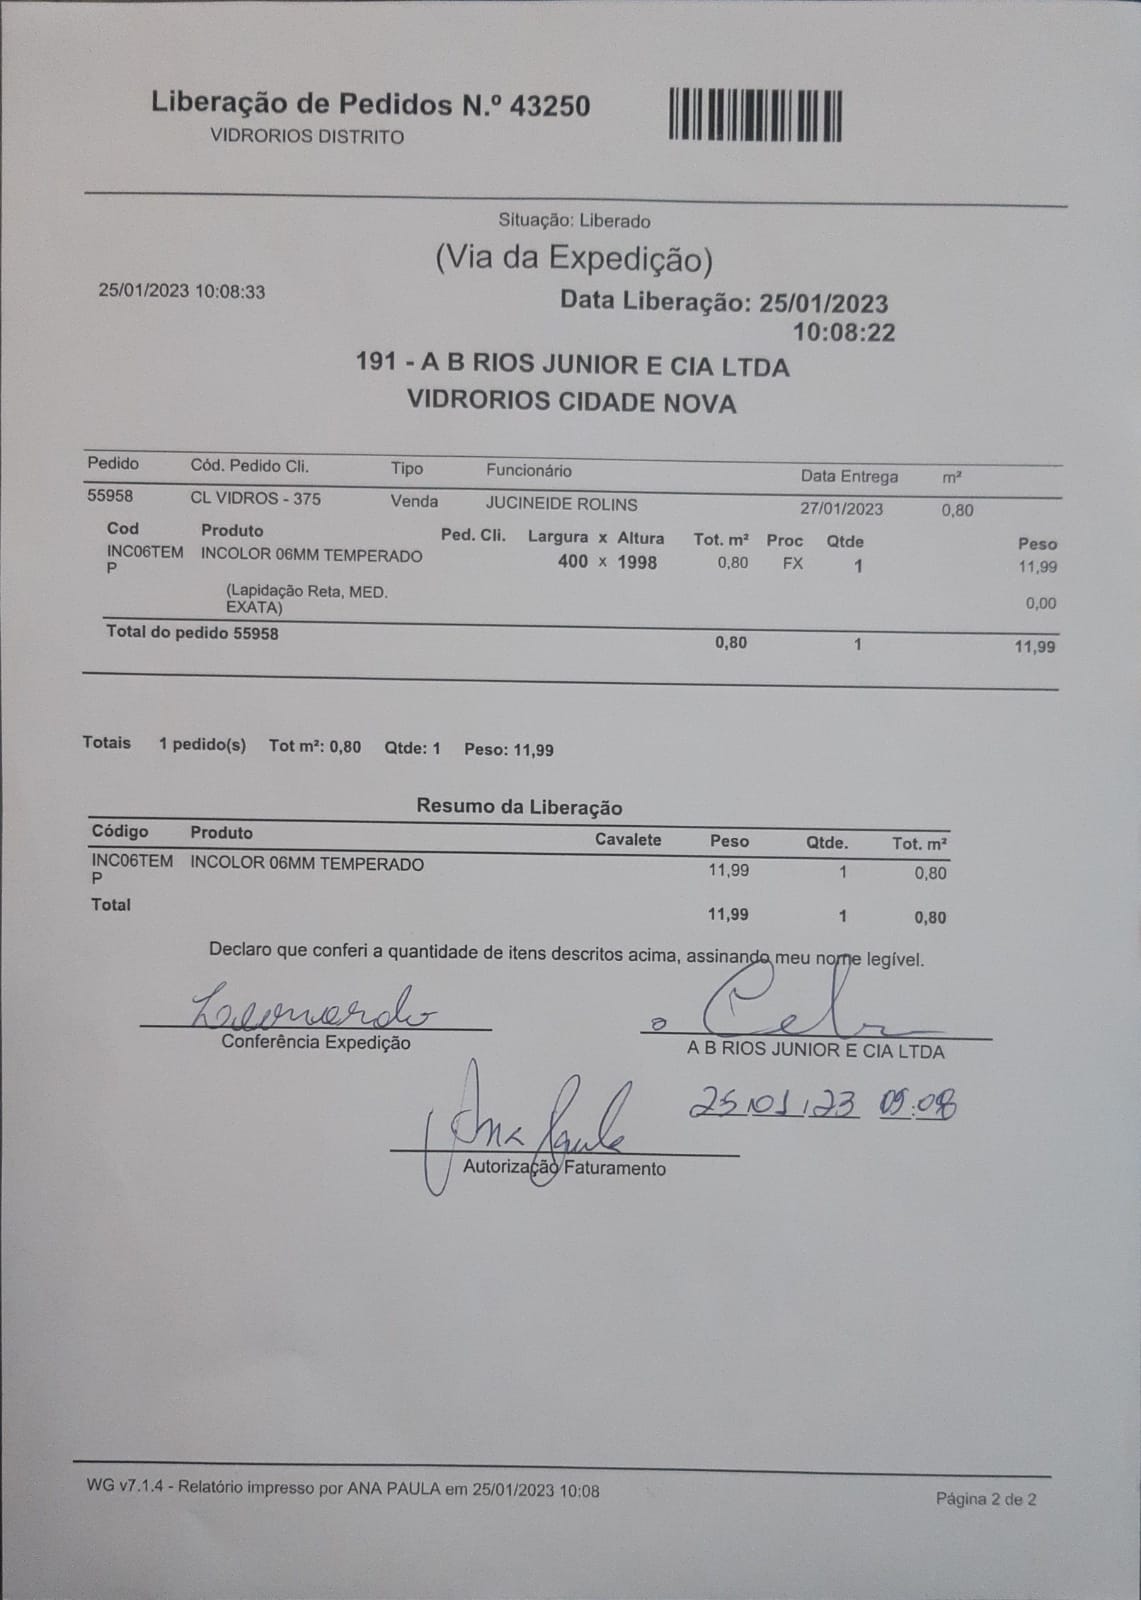 Liberação de Pedidos N.º 43250
VIDRORIOS DISTRITO
Situação: Liberado
(Via da Expedição)
25/01/2023 10:08:33
Data Liberação: 25/01/2023
10:08:22
191 - A B RIOS JUNIOR E CIA LTDA
VIDRORIOS CIDADE NOVA
Pedido Cód. Pedido Cli. Tipo Funcionário Data Entrega m²
55958 CL VIDROS - 375 Venda JUCINEIDE ROLINS 27/01/2023 0,80
Cod Produto Ped. Cli. Largura x Altura Tot. m² Proc Qtde Peso
INC06TEM INCOLOR 06MM TEMPERADO 400 x 1998 0,80 FX 1 11,99
P
(Lapidação Reta, MED. 0,00
EXATA)
Total do pedido 55958 0,80 1 11,99
Totais 1 pedido(s) Tot m²: 0,80 Qtde: 1 Peso: 11,99
Resumo da Liberação
Código Produto Cavalete Peso Qtde. Tot. m²
INC06TEM INCOLOR 06MM TEMPERADO 11,99 1 0,80
P
Total 11,99 1 0,80
Declaro que conferi a quantidade de itens descritos acima, assinando meu nome legível.
Leonardo
Conferência Expedição A B RIOS JUNIOR E CIA LTDA
25/01/23 09:08
Ana Paula
Autorização Faturamento
WG v7.1.4 - Relatório impresso por ANA PAULA em 25/01/2023 10:08
Página 2 de 2